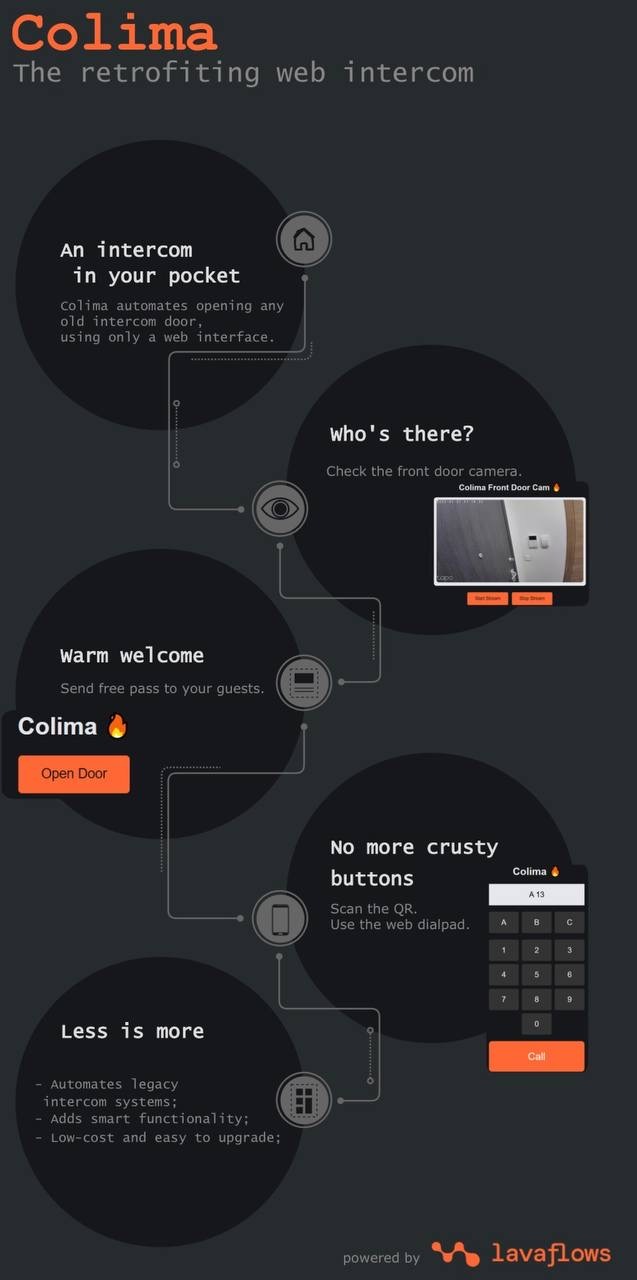 Colima
The retrofiting web intercom
An intercom
in your pocket
Colima automates opening any
old intercom door,
using only a web interface.
Who's there?
Check the front door camera.
Colima Front Door Cam 🔥
tapo
Start Stream Stop Stream
Warm welcome
Send free pass to your guests.
Colima 🔥
Open Door
No more crusty
buttons
Scan the QR.
Use the web dialpad.
Colima 🔥
A 13
A B C
1 2 3
4 5 6
7 8 9
0
Call
Less is more
- Automates legacy
intercom systems;
- Adds smart functionality;
- Low-cost and easy to upgrade;
powered by lavaflows